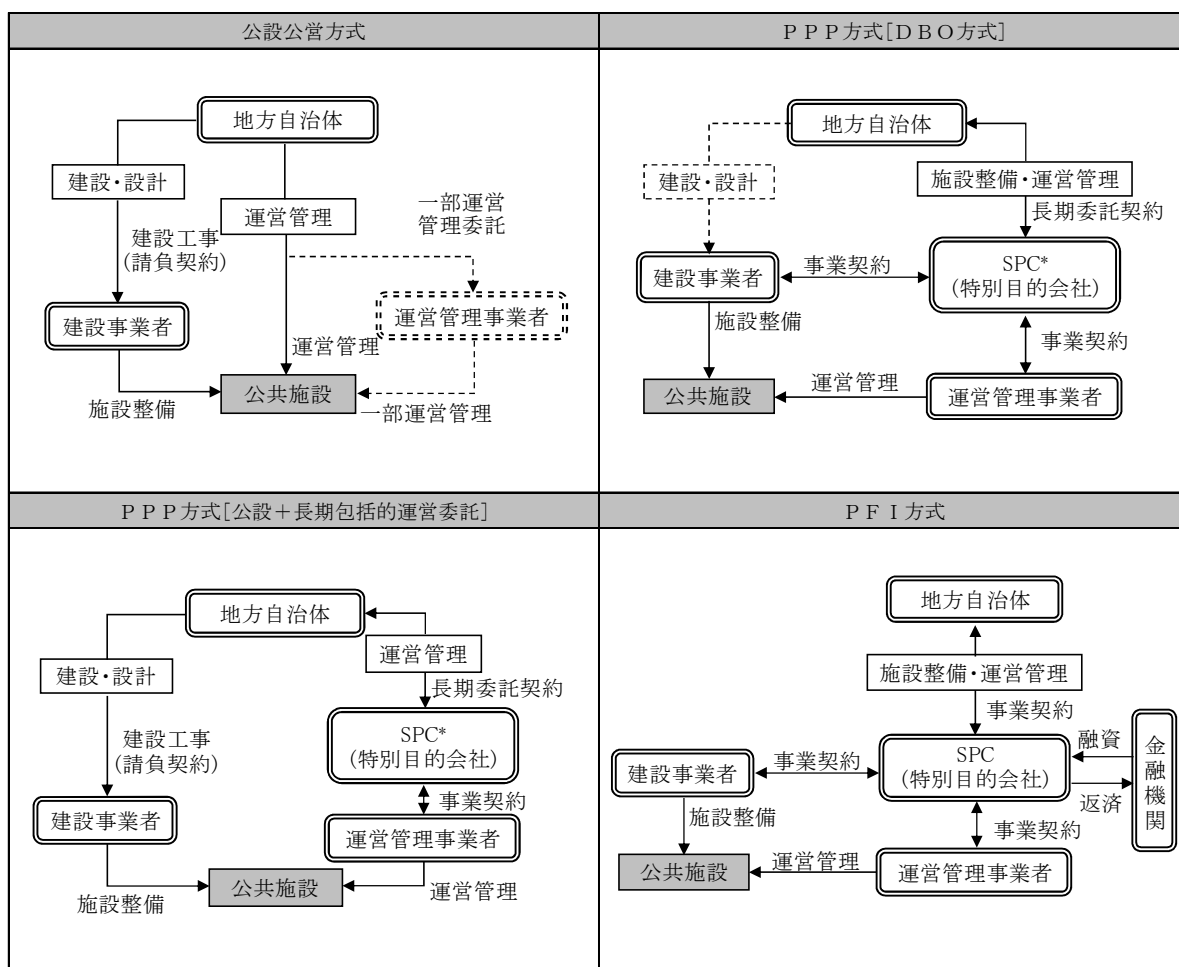 公設公営方式
地方自治体
建設・設計
運営管理
一部運営
管理委託
建設工事
(請負契約)
建設事業者
運営管理事業者
運営管理
施設整備
公共施設
一部運営管理
ＰＰＰ方式[ＤＢＯ方式]
地方自治体
建設・設計
施設整備・運営管理
長期委託契約
建設事業者
事業契約
SPC*
(特別目的会社)
施設整備
事業契約
公共施設
運営管理
運営管理事業者
ＰＰＰ方式[公設＋長期包括的運営委託]
地方自治体
建設・設計
運営管理
長期委託契約
建設工事
(請負契約)
SPC*
(特別目的会社)
事業契約
建設事業者
運営管理事業者
施設整備
公共施設
運営管理
ＰＦＩ方式
地方自治体
施設整備・運営管理
事業契約
建設事業者
事業契約
SPC
(特別目的会社)
融資
返済
金融機関
施設整備
事業契約
公共施設
運営管理
運営管理事業者